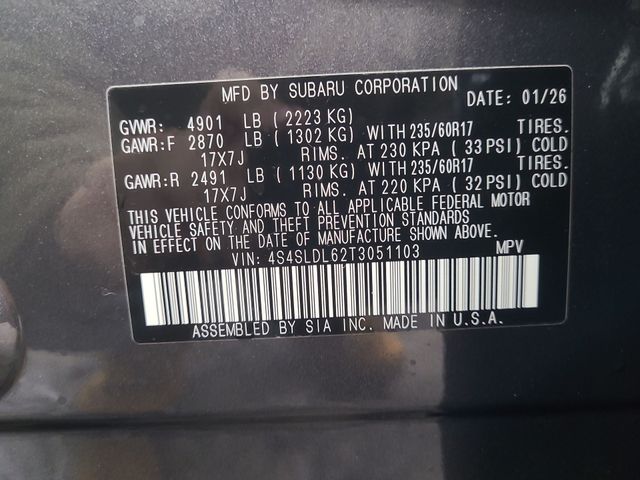 MFD BY SUBARU CORPORATION DATE: 01/26
GVWR: 4901 LB (2223 KG)
GAWR:F 2870 LB (1302 KG) WITH 235/60R17 TIRES.
17X7J RIMS. AT 230 KPA (33 PSI) COLD
GAWR:R 2491 LB (1130 KG) WITH 235/60R17 TIRES.
17X7J RIMS. AT 220 KPA (32 PSI) COLD
THIS VEHICLE CONFORMS TO ALL APPLICABLE FEDERAL MOTOR
VEHICLE SAFETY AND THEFT PREVENTION STANDARDS
IN EFFECT ON THE DATE OF MANUFACTURE SHOWN ABOVE.
VIN: 4S4SLDL62T3051103 MPV
ASSEMBLED BY SIA INC. MADE IN U.S.A.